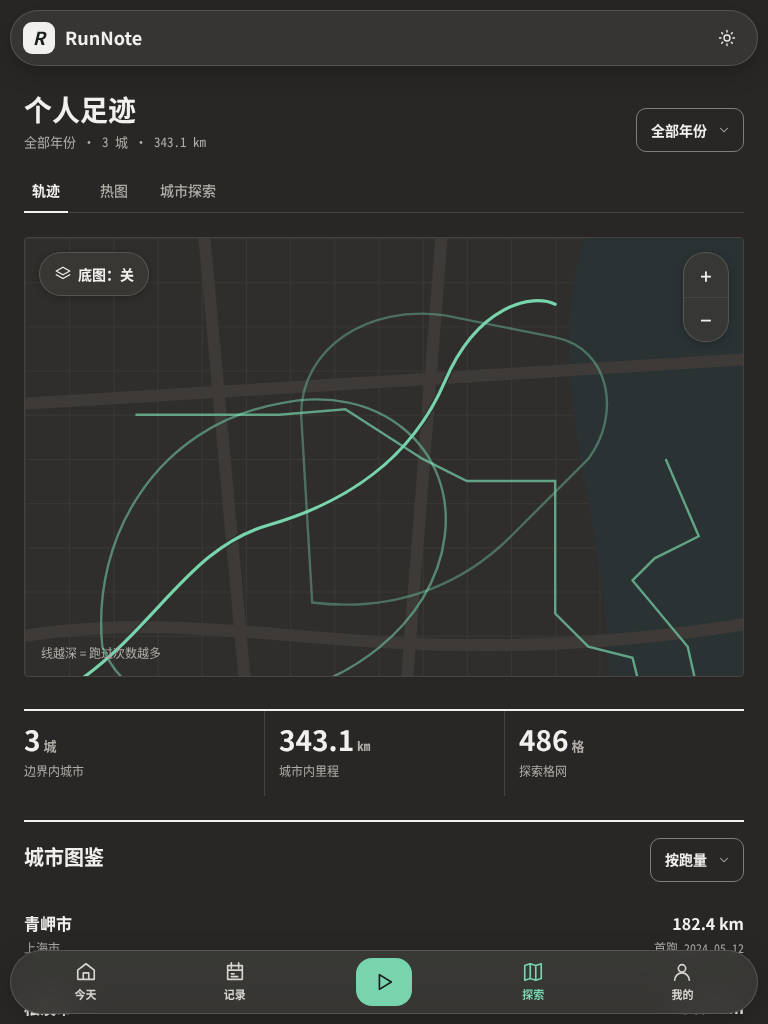 R RunNote
个人足迹
全部年份 · 3 城 · 343.1 km
全部年份
轨迹 热图 城市探索
底图：关
+
−
线越深 = 跑过次数越多
3 城
边界内城市
343.1 km
城市内里程
486 格
探索格网
城市图鉴
按跑量
青岬市
182.4 km
上海市
首跑 2024.05.12
今天
记录
探索
我的